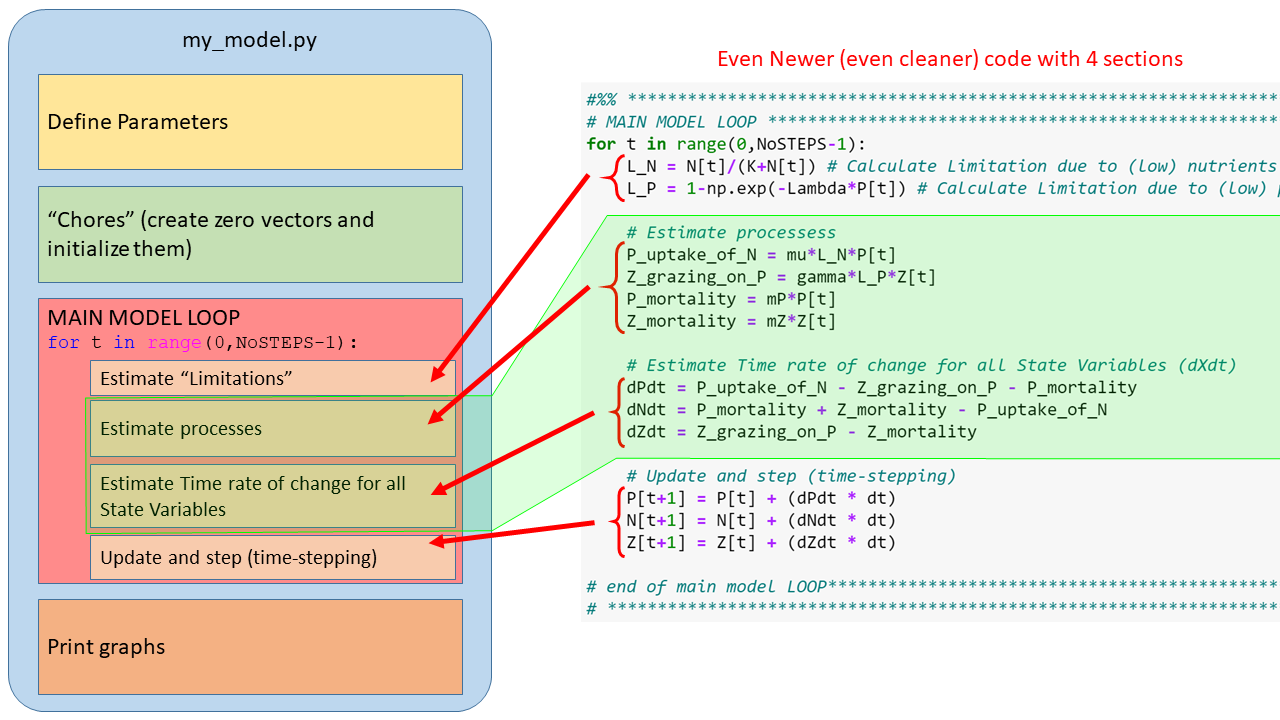 my_model.py
Define Parameters
“Chores” (create zero vectors and
initialize them)
MAIN MODEL LOOP
for t in range(0,NoSTEPS-1):
Estimate “Limitations”
Estimate processes
Estimate Time rate of change for all
State Variables
Update and step (time-stepping)
Print graphs
Even Newer (even cleaner) code with 4 sections
#%% ******************************************************************
# MAIN MODEL LOOP ****************************************************
for t in range(0,NoSTEPS-1):
L_N = N[t]/(K+N[t]) # Calculate Limitation due to (low) nutrients
L_P = 1-np.exp(-Lambda*P[t]) # Calculate Limitation due to (low)
# Estimate processess
P_uptake_of_N = mu*L_N*P[t]
Z_grazing_on_P = gamma*L_P*Z[t]
P_mortality = mP*P[t]
Z_mortality = mZ*Z[t]
# Estimate Time rate of change for all State Variables (dXdt)
dPdt = P_uptake_of_N - Z_grazing_on_P - P_mortality
dNdt = P_mortality + Z_mortality - P_uptake_of_N
dZdt = Z_grazing_on_P - Z_mortality
# Update and step (time-stepping)
P[t+1] = P[t] + (dPdt * dt)
N[t+1] = N[t] + (dNdt * dt)
Z[t+1] = Z[t] + (dZdt * dt)
# end of main model LOOP*********************************************
# ********************************************************************